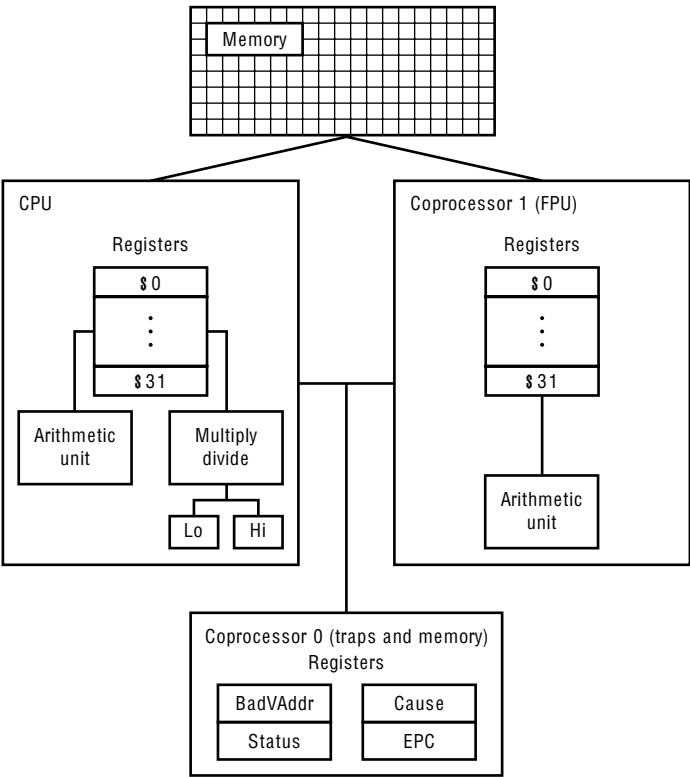 Memory
CPU
Registers
$0
⋮
$31
Arithmetic
unit
Multiply
divide
Lo
Hi
Coprocessor 1 (FPU)
Registers
$0
⋮
$31
Arithmetic
unit
Coprocessor 0 (traps and memory)
Registers
BadVAddr
Cause
Status
EPC